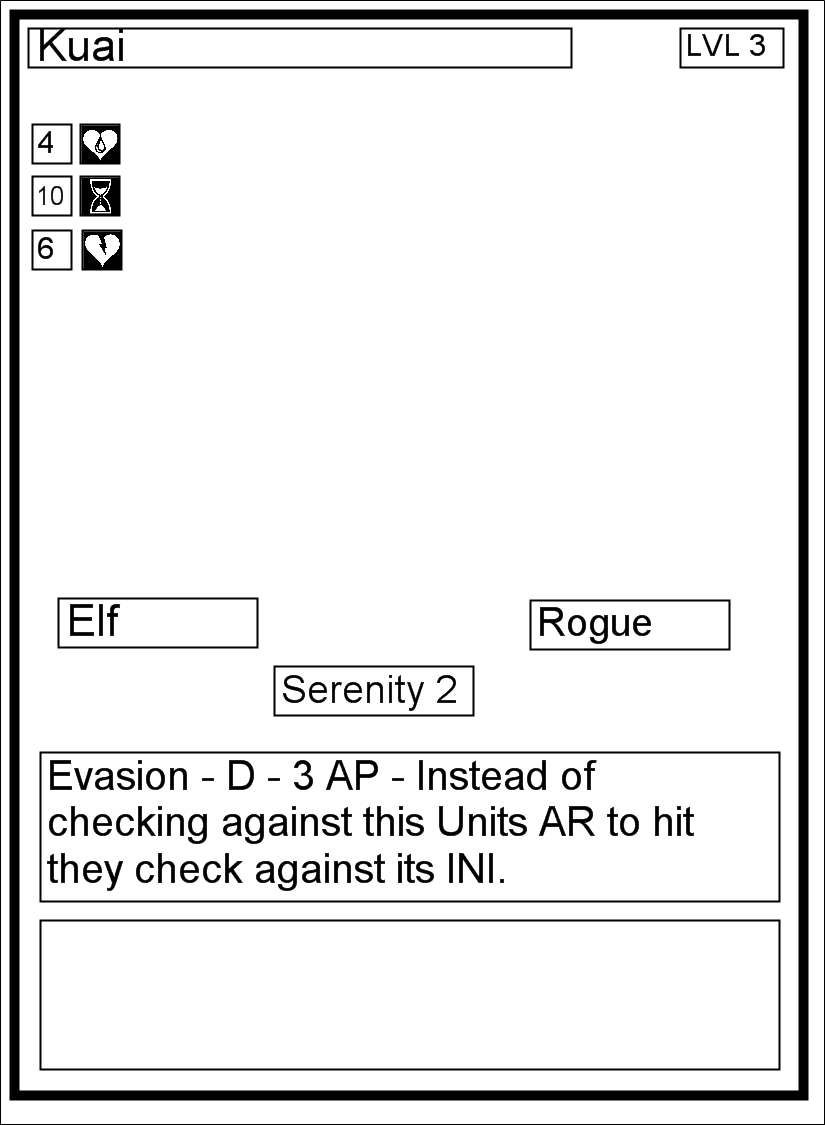 Kuai
LVL 3
4
10
6
Elf
Rogue
Serenity 2
Evasion - D - 3 AP - Instead of
checking against this Units AR to hit
they check against its INI.